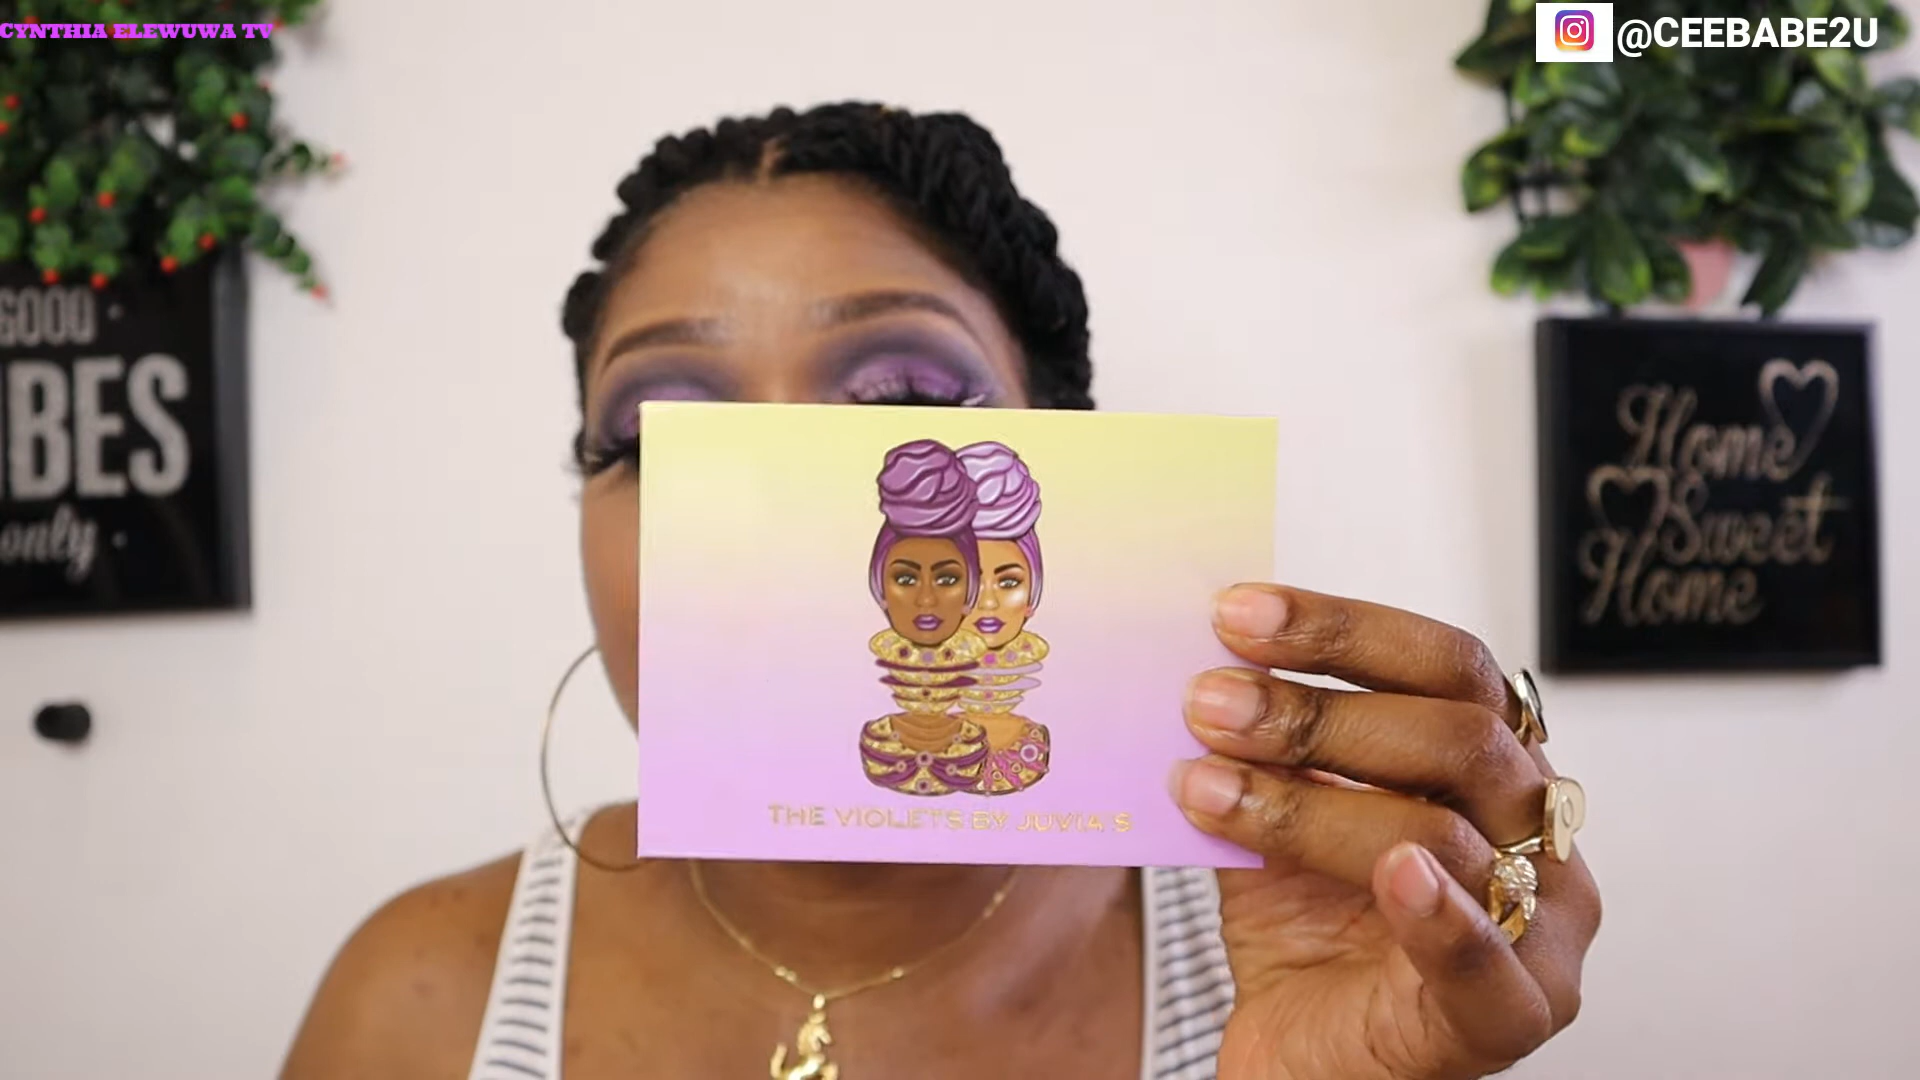 CYNTHIA ELEWUWA TV
@CEEBABE2U
GOOD
IBES
only
Home
Sweet
Home
THE VIOLETS BY JUVIA'S